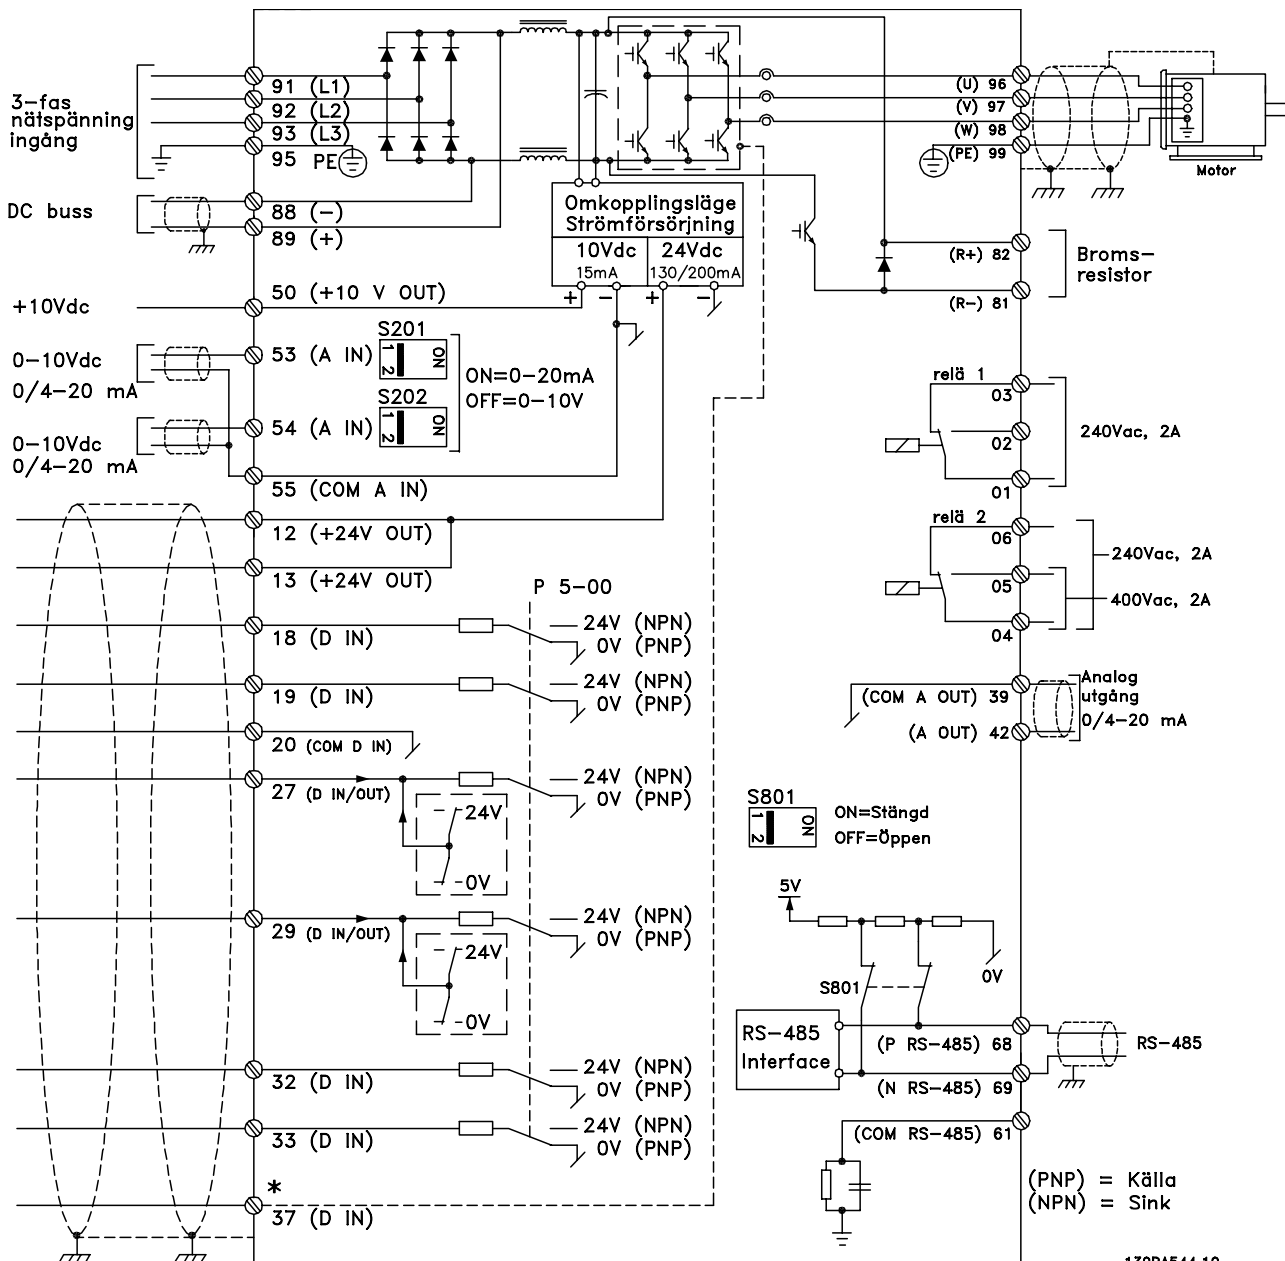 3-fas
nätspänning
ingång
91 (L1)
92 (L2)
93 (L3)
95 PE
DC buss
88 (-)
89 (+)
+10Vdc
50 (+10 V OUT)
0-10Vdc
0/4-20 mA
53 (A IN)
S201
1 2
ON
0-10Vdc
0/4-20 mA
54 (A IN)
S202
1 2
ON
ON=0-20mA
OFF=0-10V
55 (COM A IN)
12 (+24V OUT)
13 (+24V OUT)
Omkopplingsläge
Strömförsörjning
10Vdc
15mA
24Vdc
130/200mA
+ - + -
P 5-00
18 (D IN)
24V (NPN)
0V (PNP)
19 (D IN)
24V (NPN)
0V (PNP)
20 (COM D IN)
27 (D IN/OUT)
24V (NPN)
0V (PNP)
24V
0V
29 (D IN/OUT)
24V (NPN)
0V (PNP)
24V
0V
32 (D IN)
24V (NPN)
0V (PNP)
33 (D IN)
24V (NPN)
0V (PNP)
*
37 (D IN)
(U) 96
(V) 97
(W) 98
(PE) 99
Motor
(R+) 82
(R-) 81
Broms-
resistor
relä 1
03
02
01
240Vac, 2A
relä 2
06
05
04
240Vac, 2A
400Vac, 2A
(COM A OUT) 39
(A OUT) 42
Analog
utgång
0/4-20 mA
S801
1 2
ON
ON=Stängd
OFF=Öppen
5V
0V
S801
RS-485
Interface
(P RS-485) 68
(N RS-485) 69
(COM RS-485) 61
RS-485
(PNP) = Källa
(NPN) = Sink